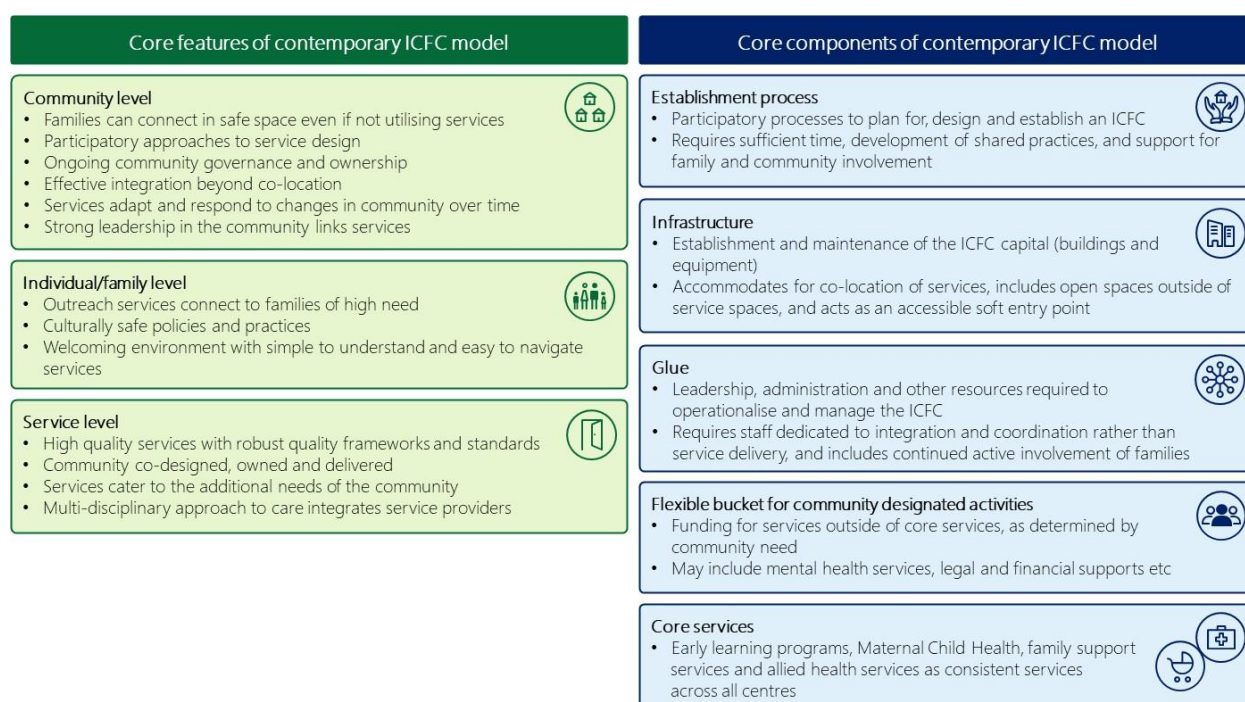 Core features of contemporary ICFC model
Community level
• Families can connect in safe space even if not utilising services
• Participatory approaches to service design
• Ongoing community governance and ownership
• Effective integration beyond co-location
• Services adapt and respond to changes in community over time
• Strong leadership in the community links services
Individual/family level
• Outreach services connect to families of high need
• Culturally safe policies and practices
• Welcoming environment with simple to understand and easy to navigate
services
Service level
• High quality services with robust quality frameworks and standards
• Community co-designed, owned and delivered
• Services cater to the additional needs of the community
• Multi-disciplinary approach to care integrates service providers
Core components of contemporary ICFC model
Establishment process
• Participatory processes to plan for, design and establish an ICFC
• Requires sufficient time, development of shared practices, and support for
family and community involvement
Infrastructure
• Establishment and maintenance of the ICFC capital (buildings and
equipment)
• Accommodates for co-location of services, includes open spaces outside of
service spaces, and acts as an accessible soft entry point
Glue
• Leadership, administration and other resources required to
operationalise and manage the ICFC
• Requires staff dedicated to integration and coordination rather than
service delivery, and includes continued active involvement of families
Flexible bucket for community designated activities
• Funding for services outside of core services, as determined by
community need
• May include mental health services, legal and financial supports etc
Core services
• Early learning programs, Maternal Child Health, family support
services and allied health services as consistent services
across all centres